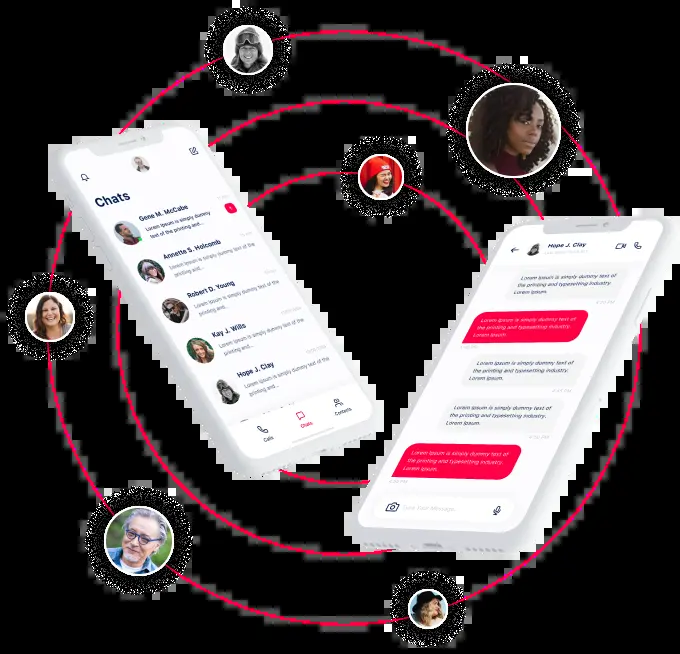 Chats
Gene M. McCabe
Lorem Ipsum is simply dummy
text of the printing and...
Annette S. Holcomb
Lorem Ipsum is simply dummy text of the
printing and...
Robert D. Young
Lorem Ipsum is simply dummy text of the
printing and...
Kay J. Wills
Lorem Ipsum is simply dummy text of the
printing and...
Hope J. Clay
Lorem Ipsum is simply dummy text of the
printing and...
Calls
Chats
Contacts
Hope J. Clay
Lorem Ipsum is simply dummy text of
the printing and typesetting industry.
Lorem Ipsum.
Lorem Ipsum is simply dummy text of
the printing and typesetting industry.
Lorem Ipsum.
Lorem Ipsum is simply dummy text of
the printing and typesetting industry.
Lorem Ipsum.
Lorem Ipsum is simply dummy text of
the printing and typesetting industry.
Lorem Ipsum.
Lorem Ipsum is simply dummy text of
the printing and typesetting industry.
Lorem Ipsum.